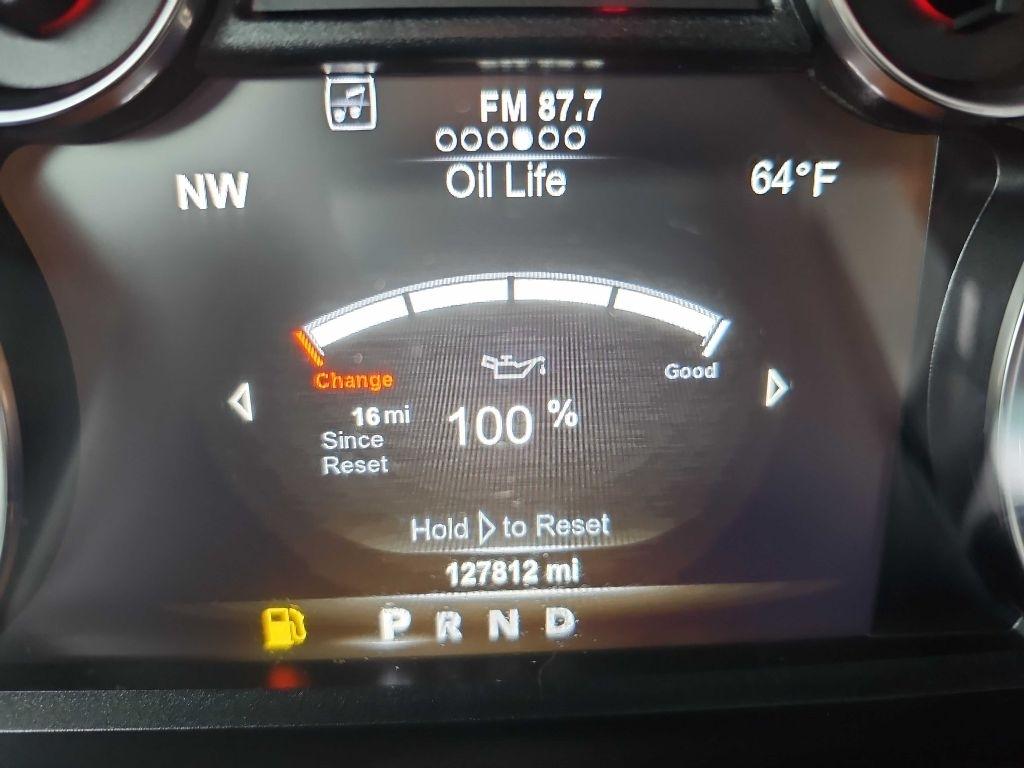 FM 87.7
NW
Oil Life
64°F
Change
Good
16 mi
100 %
Since
Reset
Hold ▷ to Reset
127812 mi
P R N D